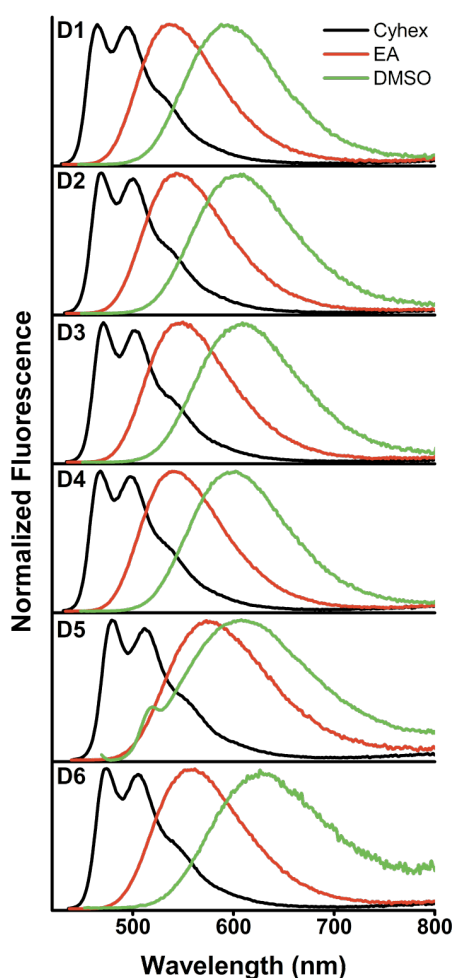 D1
Cyhex
EA
DMSO
D2
D3
D4
D5
D6
Normalized Fluorescence
500 600 700 800
Wavelength (nm)